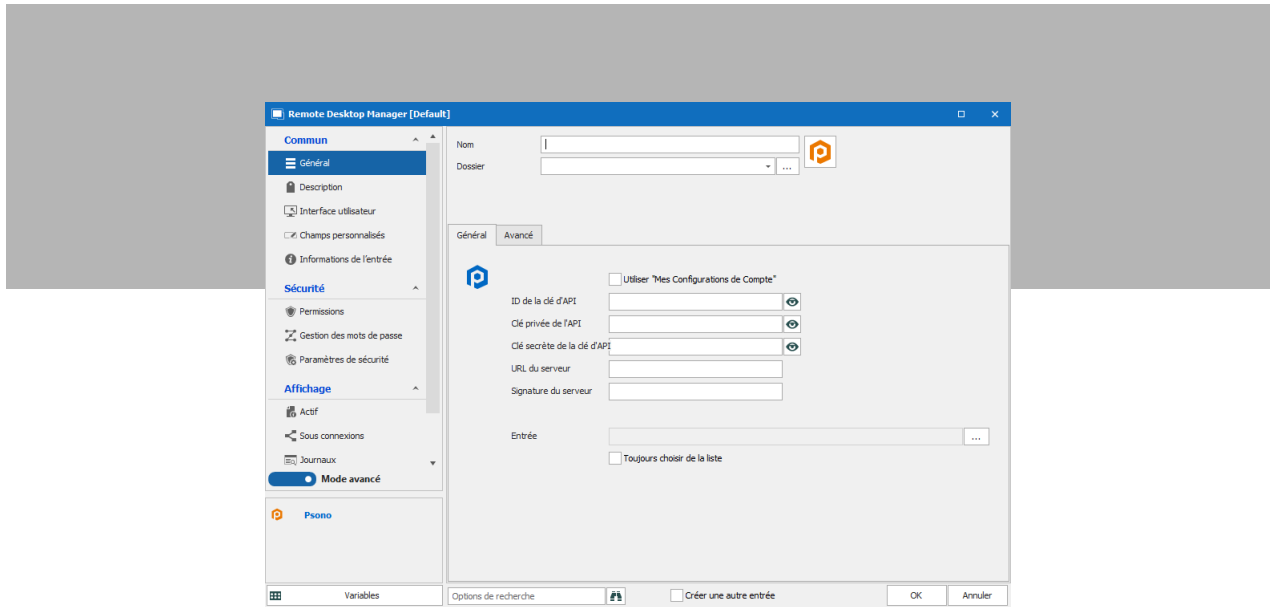 Remote Desktop Manager [Default]
Commun
Général
Description
Interface utilisateur
Champs personnalisés
Informations de l'entrée
Sécurité
Permissions
Gestion des mots de passe
Paramètres de sécurité
Affichage
Actif
Sous connexions
Journaux
Mode avancé
Psono
Variables
Nom
Dossier
...
Général Avancé
Utiliser "Mes Configurations de Compte"
ID de la clé d'API
Clé privée de l'API
Clé secrète de la clé d'API
URL du serveur
Signature du serveur
Entrée ...
Toujours choisir de la liste
Options de recherche Créer une autre entrée OK Annuler